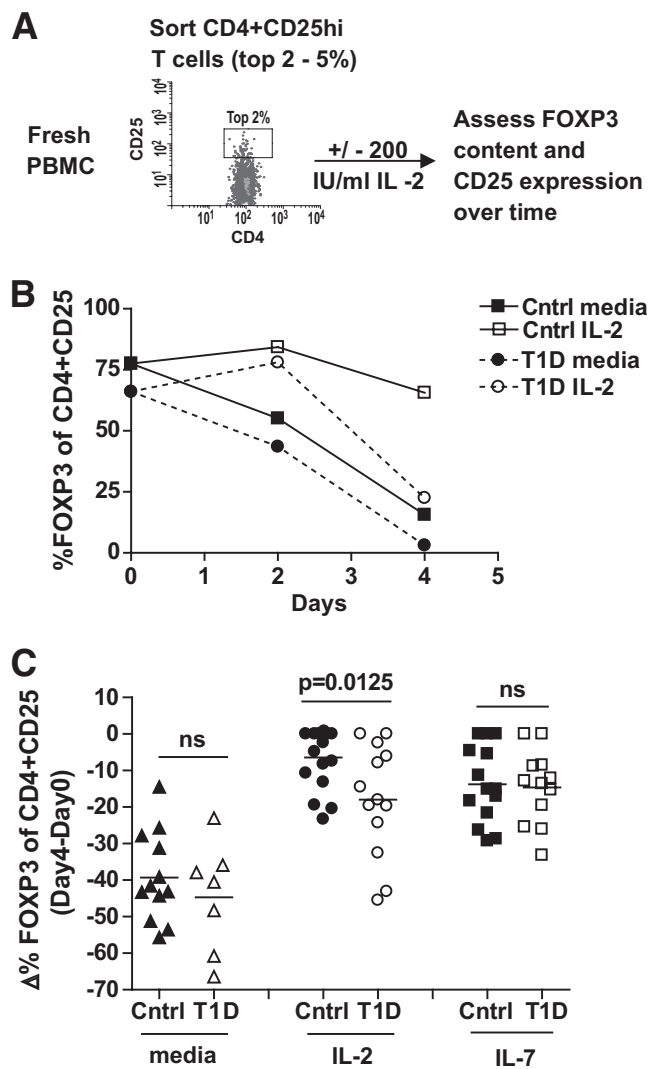 A
Sort CD4+CD25hi
T cells (top 2 - 5%)
Fresh
PBMC
CD25
10⁴
10³
10²
10¹
Top 2%
10¹ 10² 10³ 10⁴
CD4
+/ - 200
IU/ml IL -2
Assess FOXP3
content and
CD25 expression
over time
B
%FOXP3 of CD4+CD25
100
75
50
25
0
0 1 2 3 4 5
Days
Cntrl media
Cntrl IL-2
T1D media
T1D IL-2
C
Δ% FOXP3 of CD4+CD25
(Day4-Day0)
10
0
-10
-20
-30
-40
-50
-60
-70
ns
p=0.0125
ns
Cntrl T1D Cntrl T1D Cntrl T1D
media IL-2 IL-7